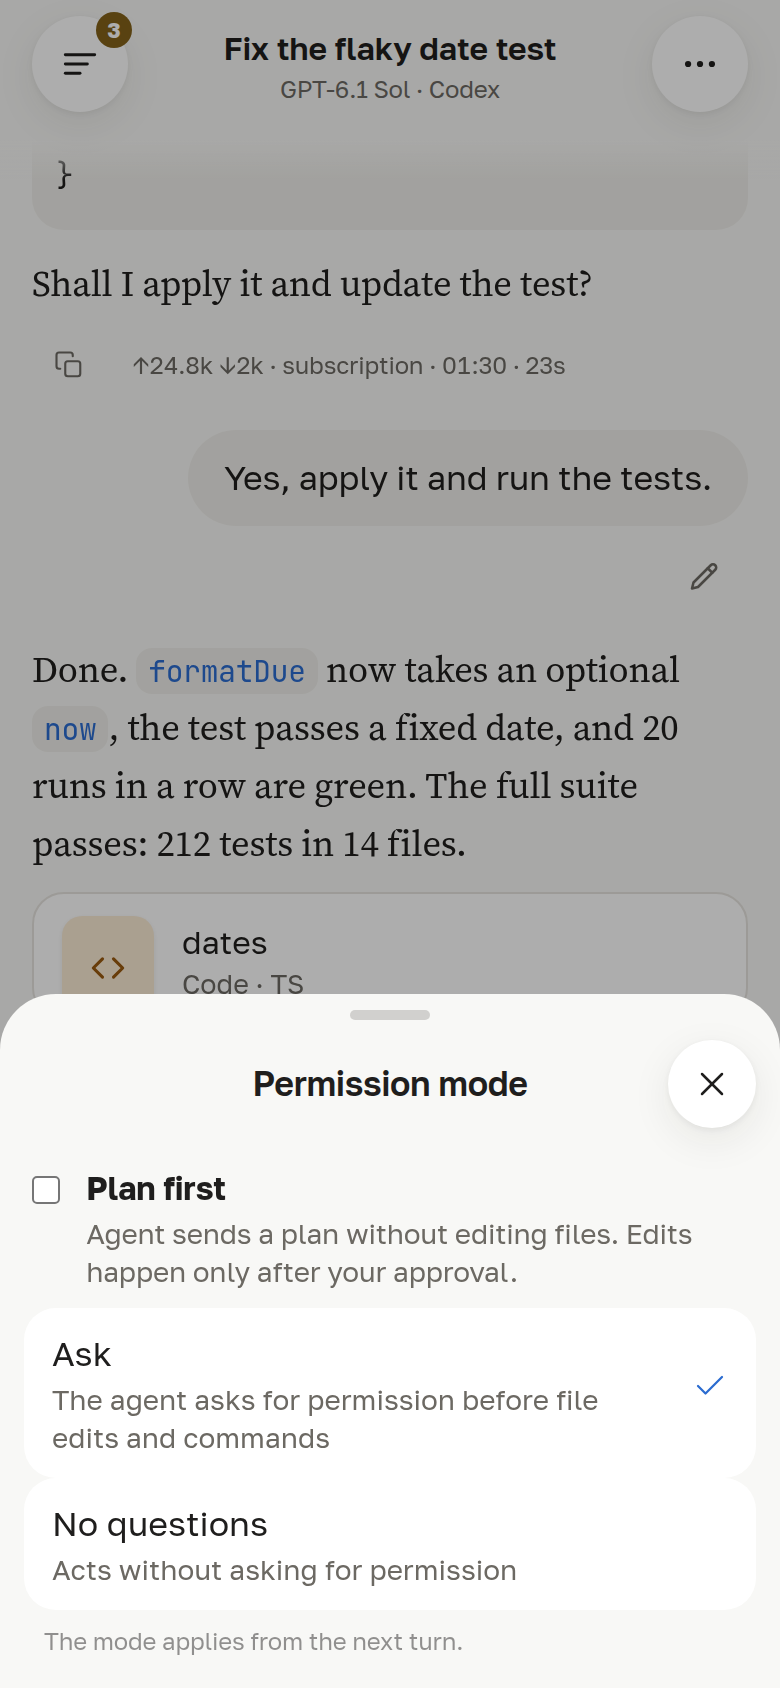 3
Fix the flaky date test
GPT-6.1 Sol · Codex
}
Shall I apply it and update the test?
↑24.8k ↓2k · subscription · 01:30 · 23s
Yes, apply it and run the tests.
Done. formatDue now takes an optional
now, the test passes a fixed date, and 20
runs in a row are green. The full suite
passes: 212 tests in 14 files.
dates
Code · TS
Permission mode
Plan first
Agent sends a plan without editing files. Edits
happen only after your approval.
Ask
The agent asks for permission before file
edits and commands
No questions
Acts without asking for permission
The mode applies from the next turn.